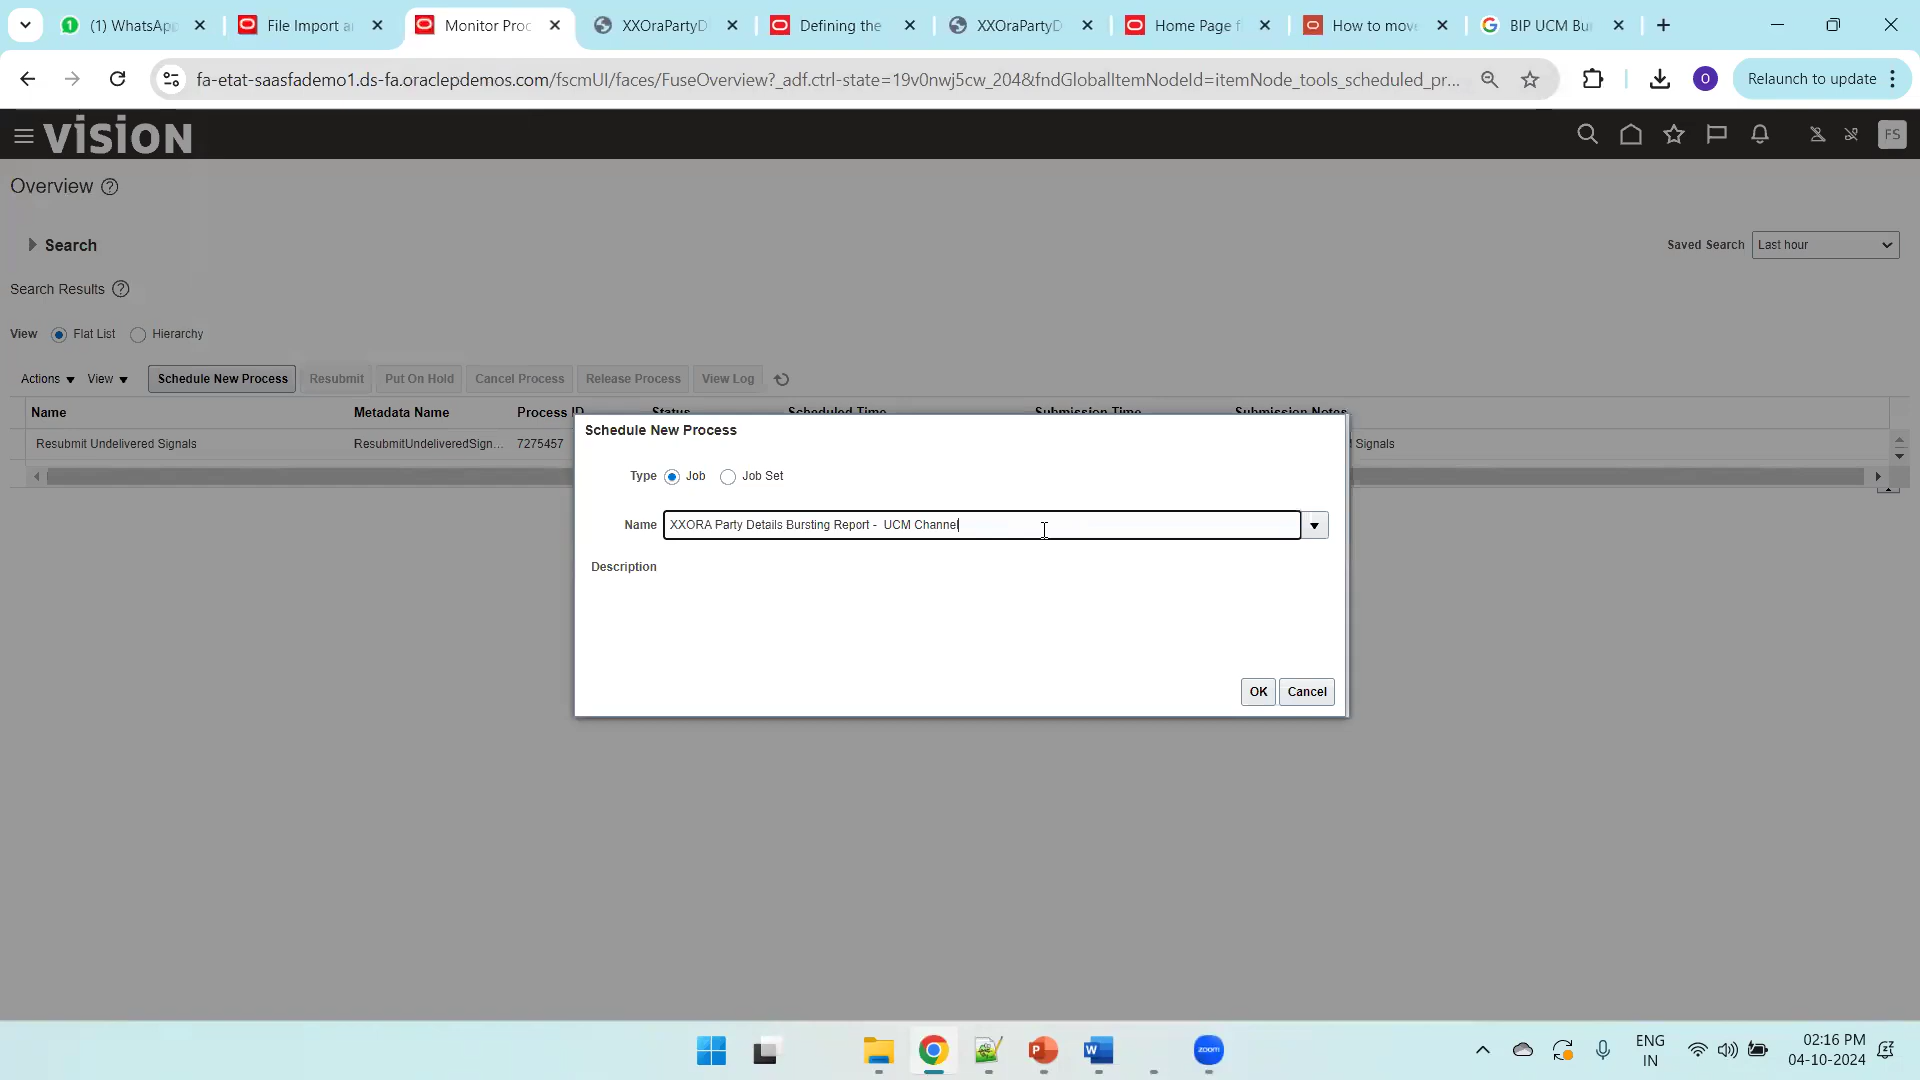 (1) WhatsApp
File Import a
Monitor Proc
XXOraPartyD
Defining the
XXOraPartyD
Home Page f
How to move
BIP UCM Bu
fa-etat-saasfademo1.ds-fa.oraclepdemos.com/fscmUI/faces/FuseOverview?_adf.ctrl-state=19v0nwj5cw_204&fndGlobalItemNodeId=itemNode_tools_scheduled_pr...
O
Relaunch to update
vision
FS
Overview
Search
Saved Search Last hour
Search Results
View Flat List Hierarchy
Actions View Schedule New Process Resubmit Put On Hold Cancel Process Release Process View Log
Name Metadata Name Process ID Status Scheduled Time Submission Time Submission Notes
Resubmit Undelivered Signals ResubmitUndeliveredSign... 7275457 Signals
Schedule New Process
Type Job Job Set
Name XXORA Party Details Bursting Report - UCM Channel
Description
OK Cancel
zoom
ENG
IN
02:16 PM
04-10-2024